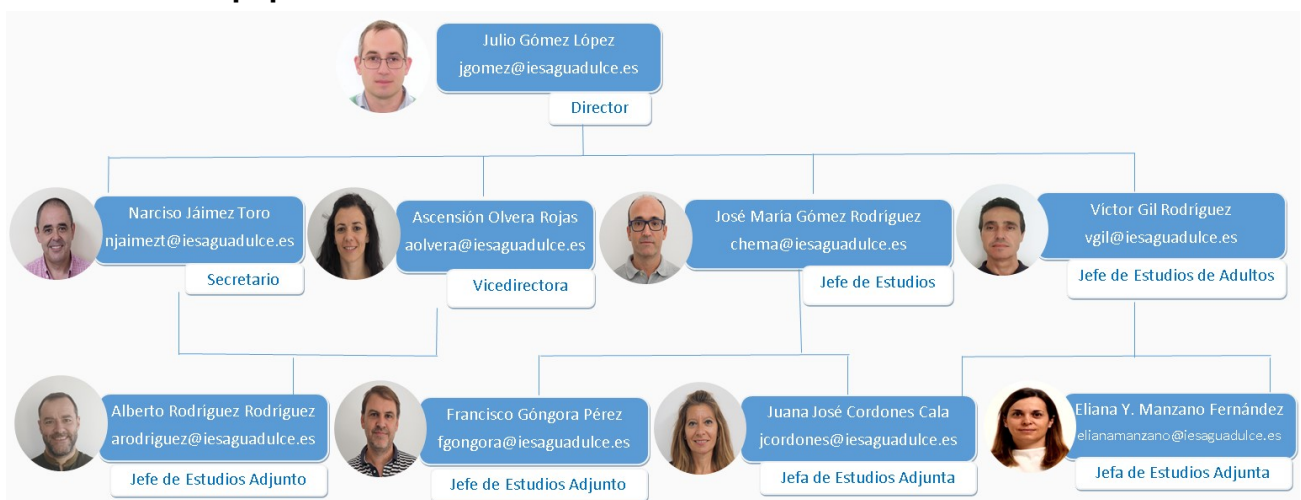 Julio Gómez López
jgomez@iesaguadulce.es
Director
Narciso Jáimez Toro
njaimezt@iesaguadulce.es
Secretario
Ascensión Olvera Rojas
aolvera@iesaguadulce.es
Vicedirectora
José María Gómez Rodríguez
chema@iesaguadulce.es
Jefe de Estudios
Víctor Gil Rodríguez
vgil@iesaguadulce.es
Jefe de Estudios de Adultos
Alberto Rodríguez Rodríguez
arodriguez@iesaguadulce.es
Jefe de Estudios Adjunto
Francisco Góngora Pérez
fgongora@iesaguadulce.es
Jefe de Estudios Adjunto
Juana José Cordones Cala
jcordones@iesaguadulce.es
Jefa de Estudios Adjunta
Eliana Y. Manzano Fernández
elianamanzano@iesaguadulce.es
Jefa de Estudios Adjunta